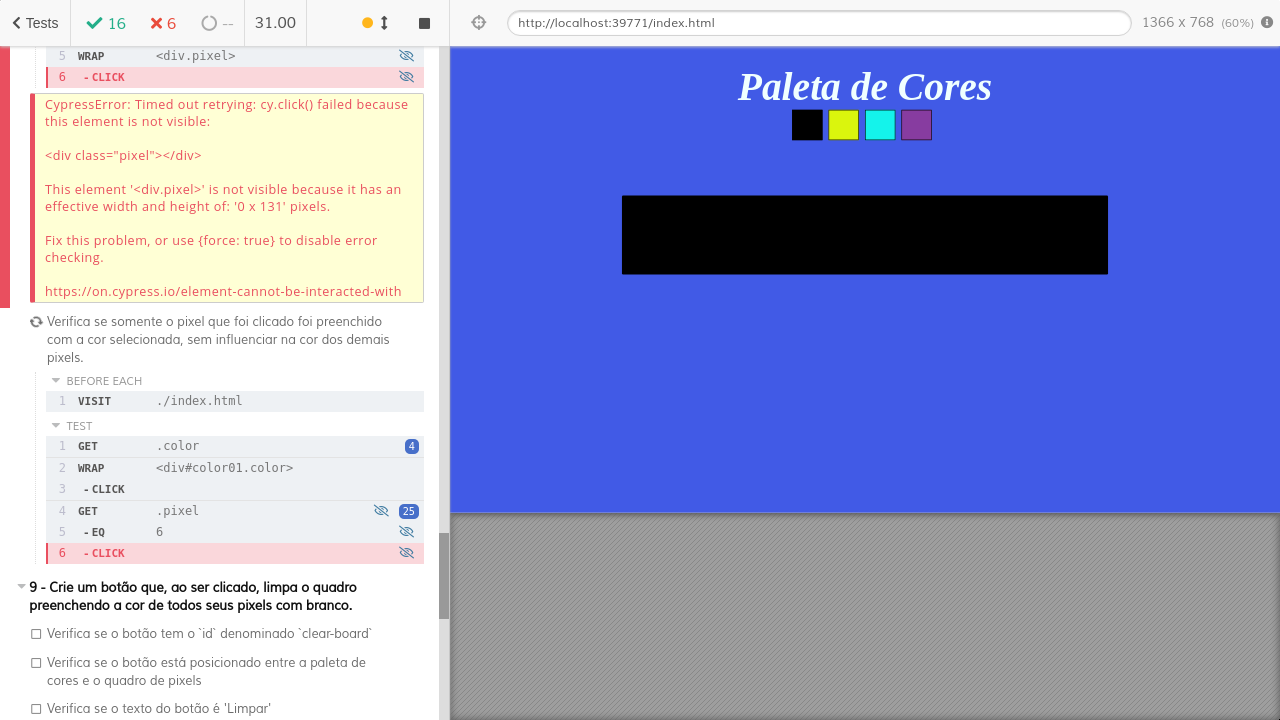 Tests 16 6 -- 31.00 http://localhost:39771/index.html 1366 x 768 (60%)
5 WRAP <div.pixel>
6 - CLICK
CypressError: Timed out retrying: cy.click() failed because
this element is not visible:
<div class="pixel"></div>
This element '<div.pixel>' is not visible because it has an
effective width and height of: '0 x 131' pixels.
Fix this problem, or use {force: true} to disable error
checking.
https://on.cypress.io/element-cannot-be-interacted-with
Verifica se somente o pixel que foi clicado foi preenchido
com a cor selecionada, sem influenciar na cor dos demais
pixels.
BEFORE EACH
1 VISIT ./index.html
TEST
1 GET .color 4
2 WRAP <div#color01.color>
3 - CLICK
4 GET .pixel 25
5 - EQ 6
6 - CLICK
9 - Crie um botão que, ao ser clicado, limpa o quadro
preenchendo a cor de todos seus pixels com branco.
Verifica se o botão tem o `id` denominado `clear-board`
Verifica se o botão está posicionado entre a paleta de
cores e o quadro de pixels
Verifica se o texto do botão é 'Limpar'
Paleta de Cores